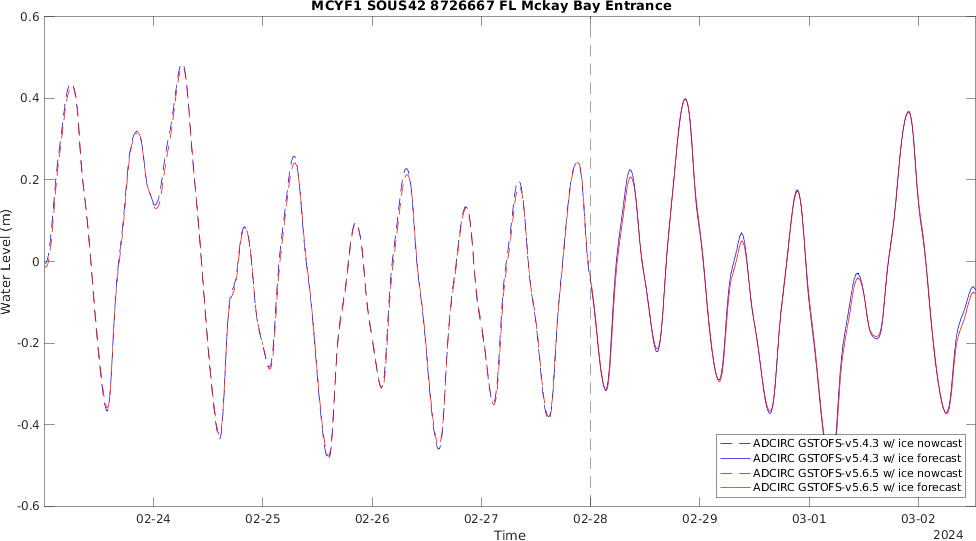 MCYF1 SOUS42 8726667 FL Mckay Bay Entrance
0.6
0.4
0.2
0
-0.2
-0.4
-0.6
Water Level (m)
02-24
02-25
02-26
02-27
02-28
02-29
03-01
03-02
Time
2024
ADCIRC GSTOFS-v5.4.3 w/ ice nowcast
ADCIRC GSTOFS-v5.4.3 w/ ice forecast
ADCIRC GSTOFS-v5.6.5 w/ ice nowcast
ADCIRC GSTOFS-v5.6.5 w/ ice forecast